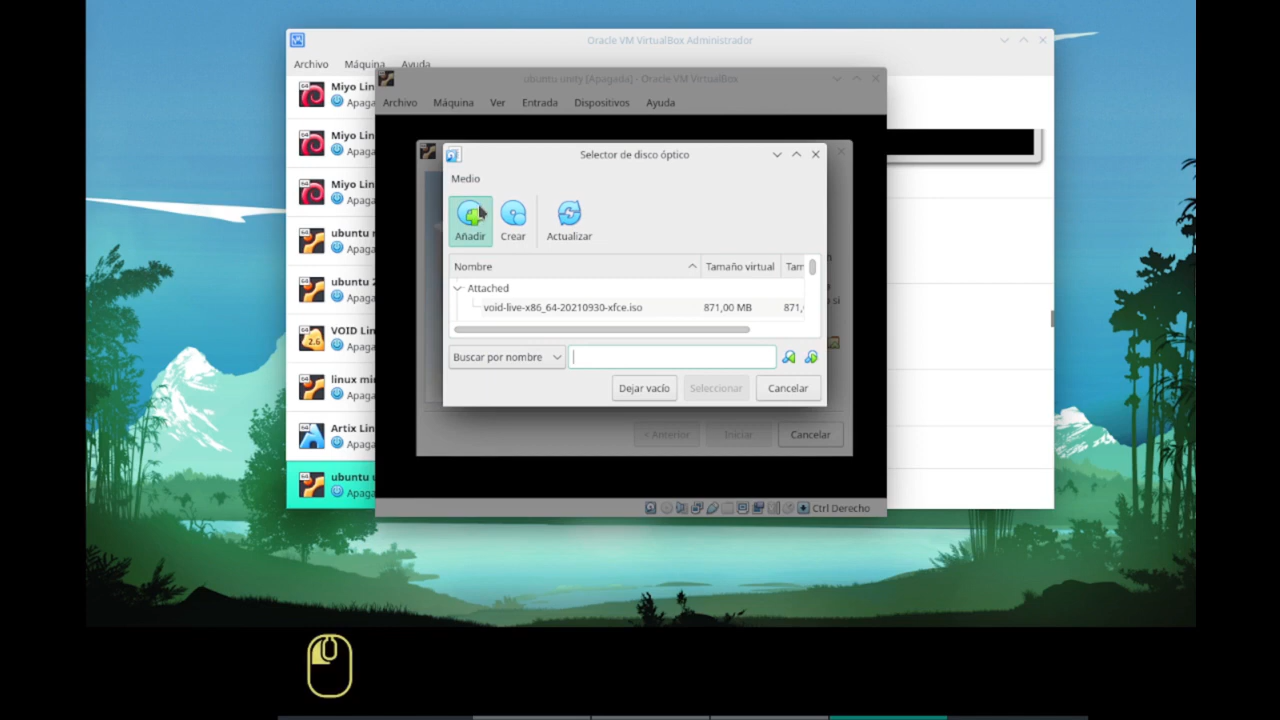 Oracle VM VirtualBox Administrador
Archivo Máquina Ayuda
Miyo Lin
Apaga
Miyo Lin
Apaga
Miyo Lin
Apaga
ubuntu
Apaga
ubuntu 2
Apaga
VOID Lin
Apaga
linux mi
Apaga
Artix Lin
Apaga
ubuntu
Apaga
ubuntu unity [Apagada] - Oracle VM VirtualBox
Archivo Máquina Ver Entrada Dispositivos Ayuda
Selector de disco óptico
Medio
Añadir Crear Actualizar
Nombre Tamaño virtual Tam
Attached
void-live-x86_64-20210930-xfce.iso 871,00 MB 871,
Buscar por nombre
Dejar vacío Seleccionar Cancelar
< Anterior Iniciar Cancelar
Ctrl Derecho